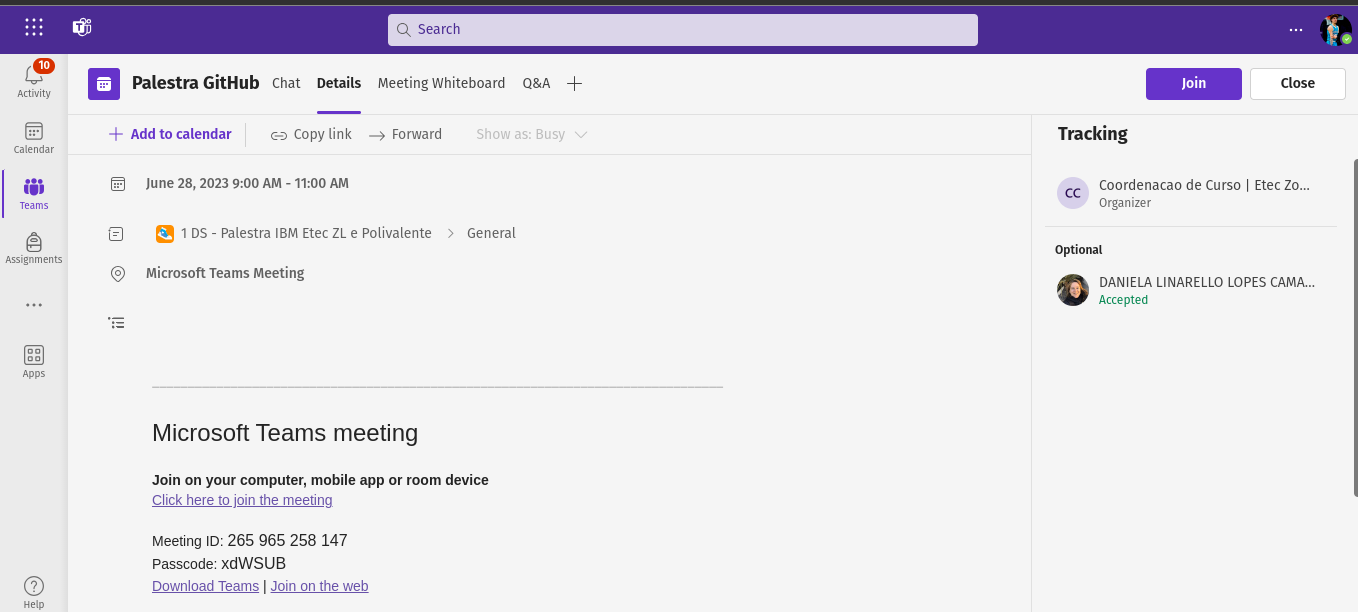 Search
10
Activity
Calendar
Teams
Assignments
Apps
Help
Palestra GitHub Chat Details Meeting Whiteboard Q&A
Join Close
Add to calendar Copy link Forward Show as: Busy
June 28, 2023 9:00 AM - 11:00 AM
1 DS - Palestra IBM Etec ZL e Polivalente > General
Microsoft Teams Meeting
Microsoft Teams meeting
Join on your computer, mobile app or room device
Click here to join the meeting
Meeting ID: 265 965 258 147
Passcode: xdWSUB
Download Teams | Join on the web
Tracking
CC
Coordenacao de Curso | Etec Zo...
Organizer
Optional
DANIELA LINARELLO LOPES CAMA...
Accepted